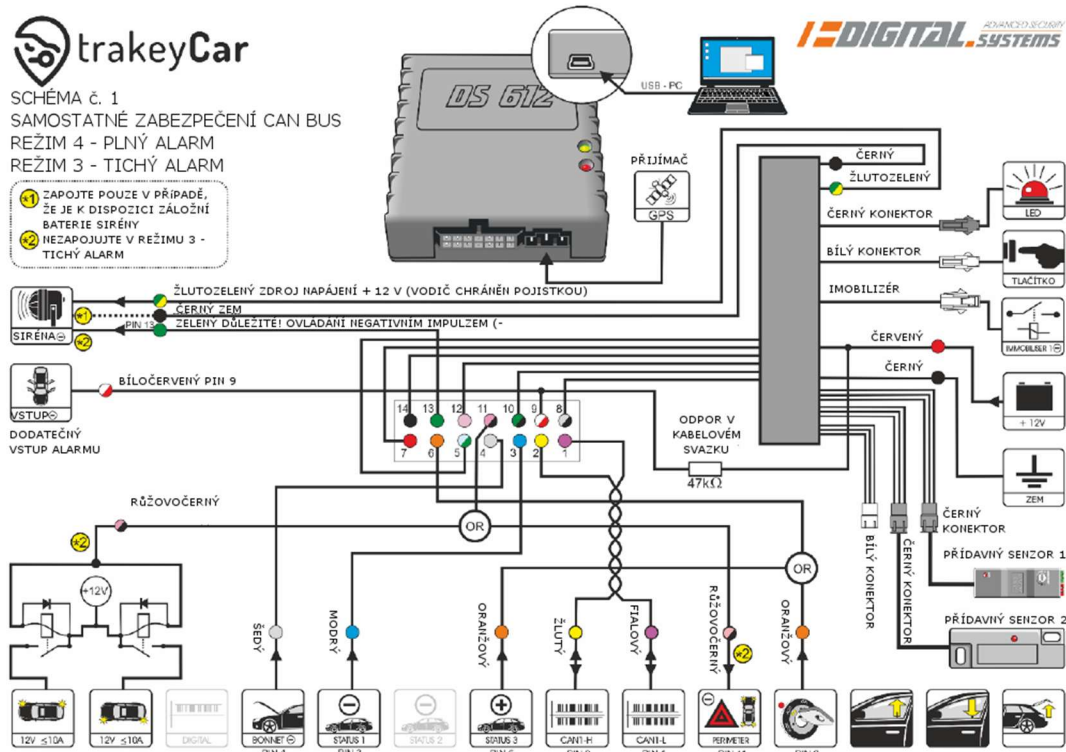 trakeyCar
SCHÉMA č. 1
SAMOSTATNÉ ZABEZPEČENÍ CAN BUS
REŽIM 4 - PLNÝ ALARM
REŽIM 3 - TICHÝ ALARM
*1 ZAPOJTE POUZE V PŘÍPADĚ,
ŽE JE K DISPOZICI ZÁLOŽNÍ
BATERIE SIRÉNY
*2 NEZAPOJUJTE V REŽIMU 3 -
TICHÝ ALARM
DS 612
USB - PC
DIGITAL.
ADVANCED SECURITY
SYSTEMS
PŘIJÍMAČ
GPS
ČERNÝ
ŽLUTOZELENÝ
ČERNÝ KONEKTOR
LED
BÍLÝ KONEKTOR
TLAČÍTKO
IMOBILIZÉR
IMMOBILISER 1⊖
ČERVENÝ
+ 12V
ČERNÝ
ZEM
ŽLUTOZELENÝ ZDROJ NAPÁJENÍ + 12 V (VODIČ CHRÁNĚN POJISTKOU)
*1
ČERNÝ ZEM
PIN 13
ZELENÝ DůLEŽITÉ! OVLÁDÁŇÍ NEGATIVNÍM IMPULZEM (-
SIRÉNA⊖
*2
BÍLOČERVENÝ PIN 9
VSTUP⊖
DODATEČNÝ
VSTUP ALARMU
14 13 12 11 10 9 8
7 6 5 4 3 2 1
ODPOR V
KABELOVÉM
SVAZKU
47kΩ
RŮŽOVOČERNÝ
*2
OR
OR
+12V
ŠEDÝ
MODRÝ
ORANŽOVÝ
ŽLUTÝ
FIALOVÝ
RŮŽOVOČERNÝ
*2
ORANŽOVÝ
BÍLÝ KONEKTOR
ČERNÝ KONEKTOR
ČERNÝ
KONEKTOR
PŘÍDAVNÝ SENZOR 1
PŘÍDAVNÝ SENZOR 2
12V ≤10A
12V ≤10A
DIGITAL
BONNET ⊖
STATUS 1
STATUS 2
STATUS 3
CAN1-H
CAN1-L
PERIMETER